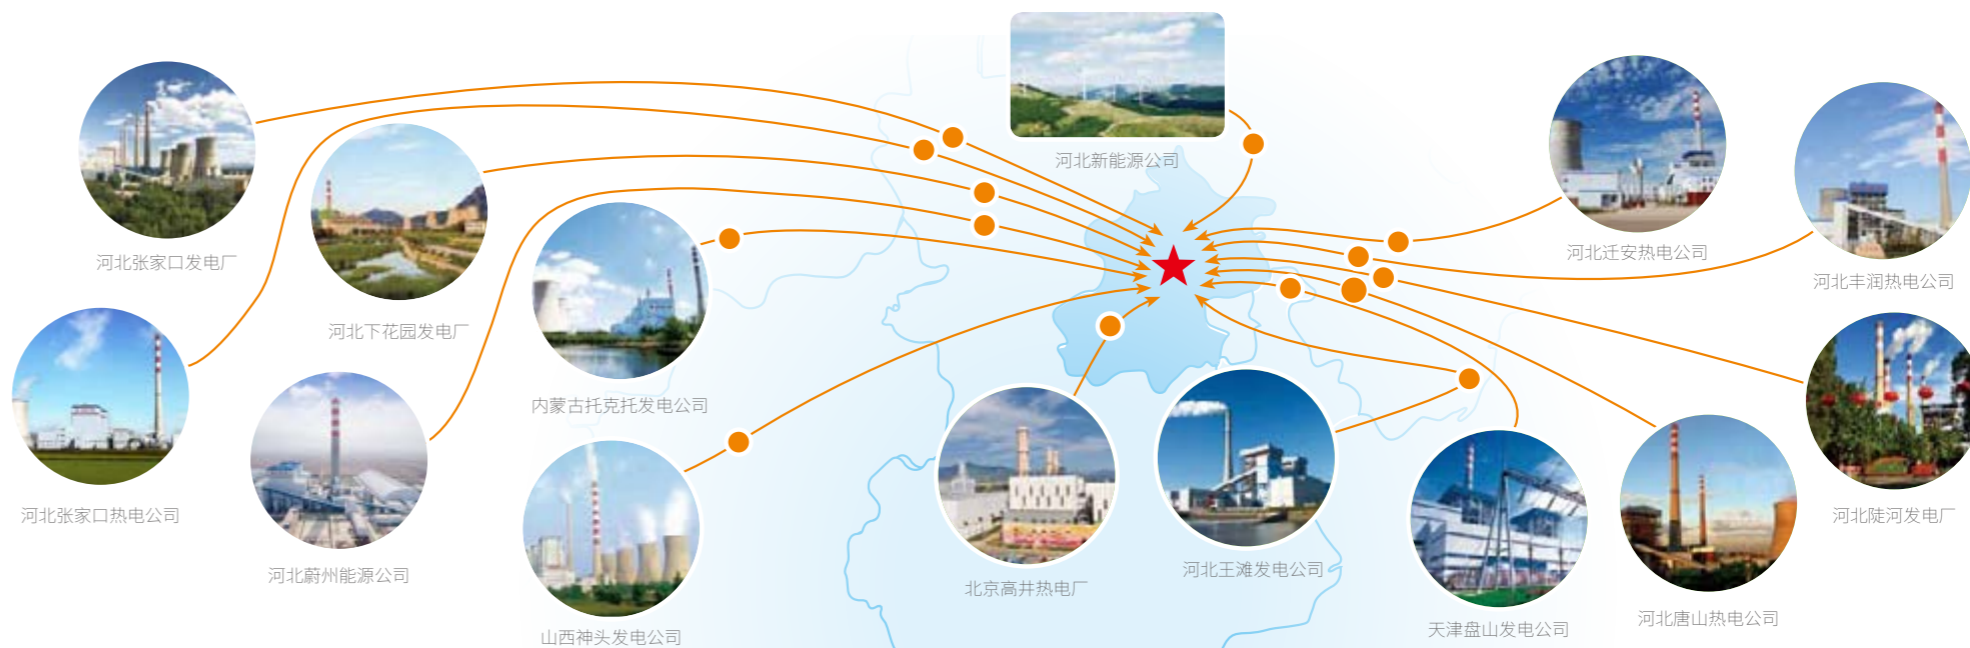 河北新能源公司
河北张家口发电厂
河北迁安热电公司
河北丰润热电公司
河北下花园发电厂
内蒙古托克托发电公司
河北张家口热电公司
河北陡河发电厂
河北蔚州能源公司
北京高井热电厂
河北王滩发电公司
山西神头发电公司
天津盘山发电公司
河北唐山热电公司